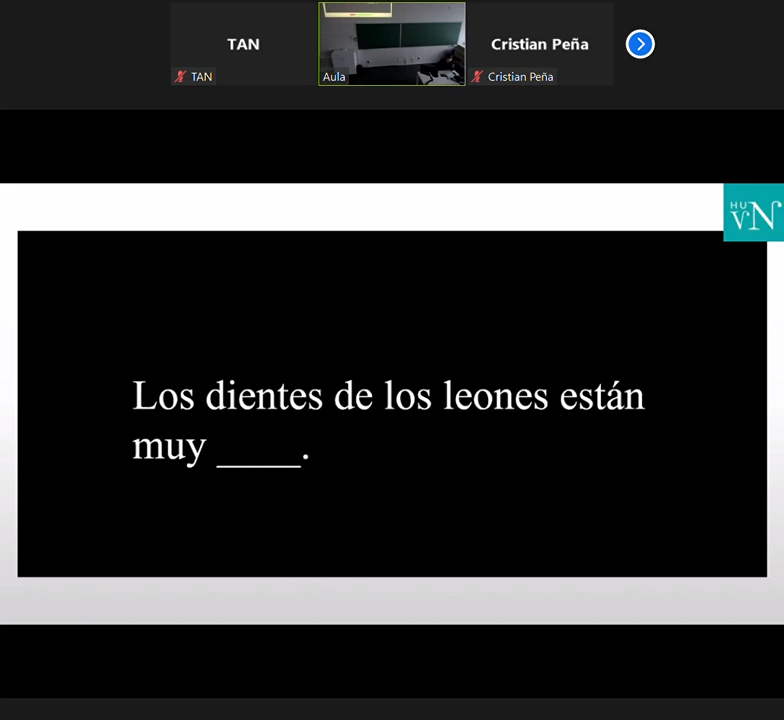 TAN
Cristian Peña
TAN
Aula
Cristian Peña
HU
VN
Los dientes de los leones están
muy _____.